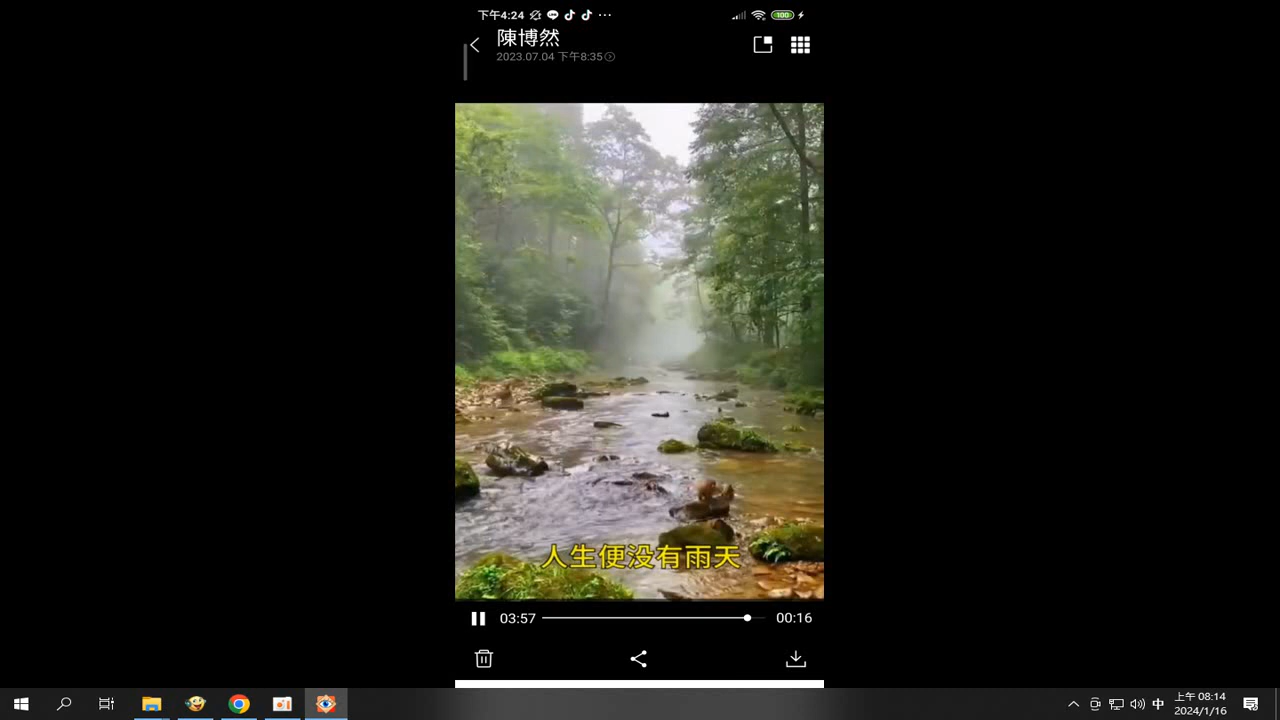 下午4:24
100
陳博然
2023.07.04 下午8:35
人生便没有雨天
03:57
00:16
中
上午 08:14
2024/1/16